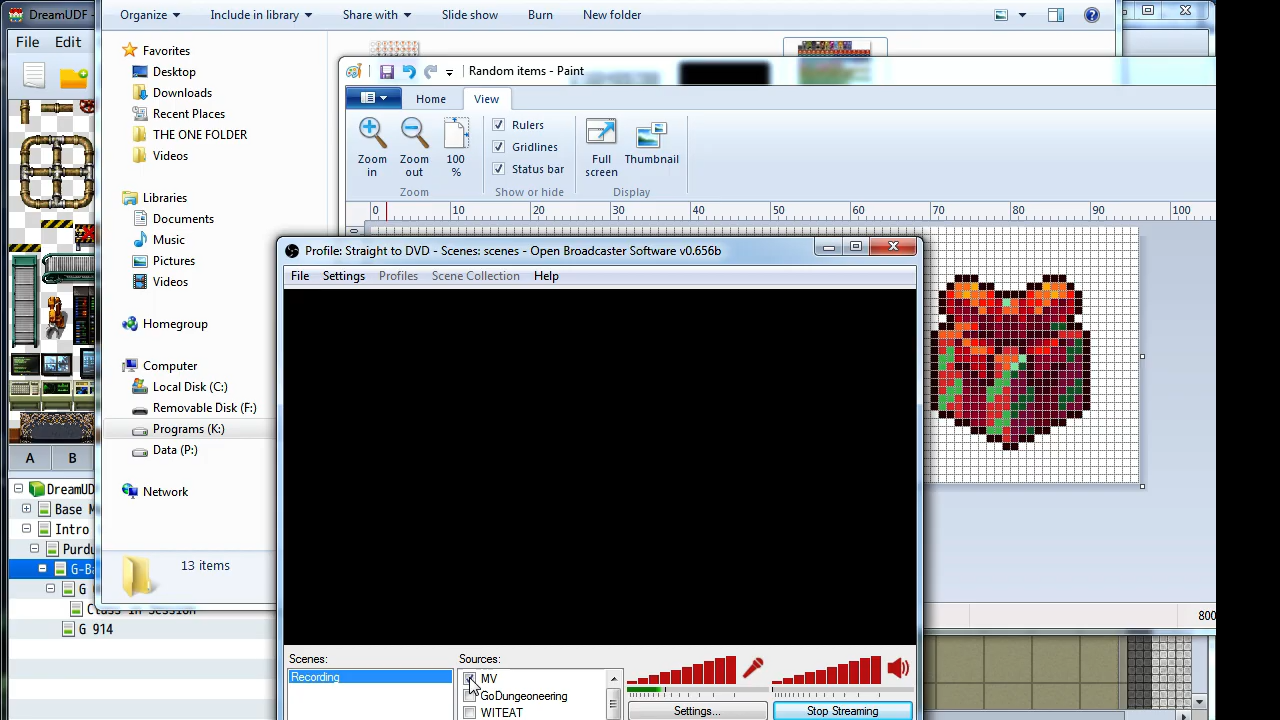 DreamUDF -
File Edit
Organize Include in library Share with Slide show Burn New folder
Favorites
Desktop
Downloads
Recent Places
THE ONE FOLDER
Videos
Libraries
Documents
Music
Pictures
Videos
Homegroup
Computer
Local Disk (C:)
Removable Disk (F:)
Programs (K:)
Data (P:)
Network
13 items
Random items - Paint
Home View
Zoom in
Zoom out
100 %
Rulers
Gridlines
Status bar
Full screen
Thumbnail
Zoom
Show or hide
Display
0 10 20 30 40 50 60 70 80 90 100
Profile: Straight to DVD - Scenes: scenes - Open Broadcaster Software v0.656b
File Settings Profiles Scene Collection Help
Scenes:
Recording
Sources:
MV
GoDungeoneering
WITEAT
Settings...
Stop Streaming
A B
DreamUD
Base M
Intro
Purdu
G-Ba
G
Class in Session
G 914
800